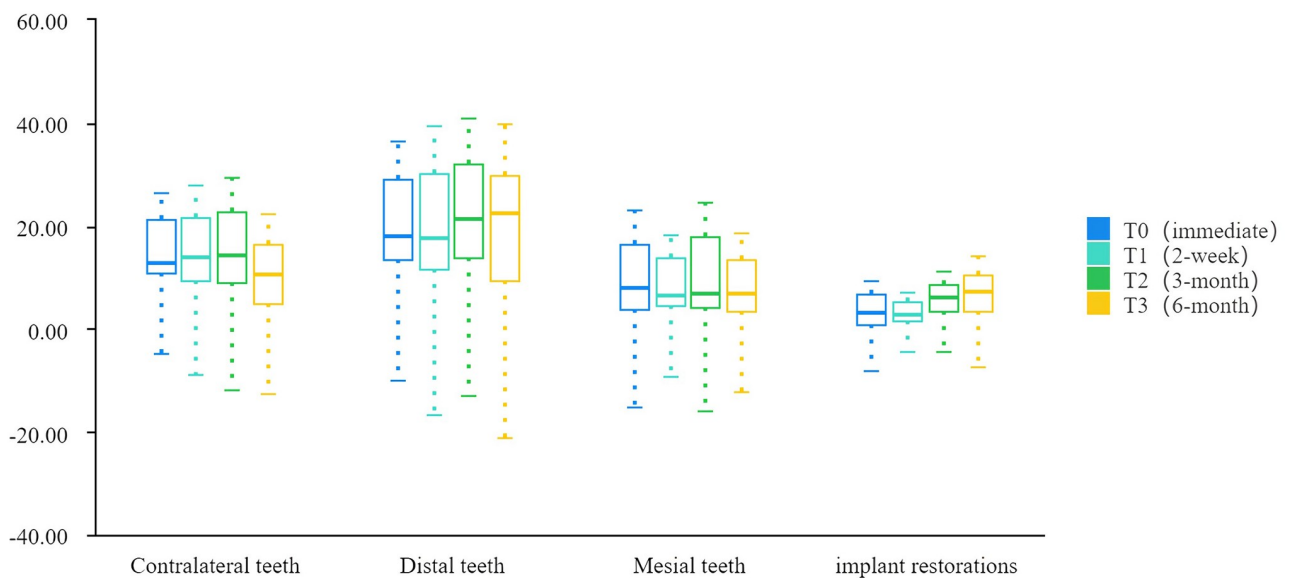 60.00
40.00
20.00
0.00
-20.00
-40.00
Contralateral teeth
Distal teeth
Mesial teeth
implant restorations
T0 (immediate)
T1 (2-week)
T2 (3-month)
T3 (6-month)